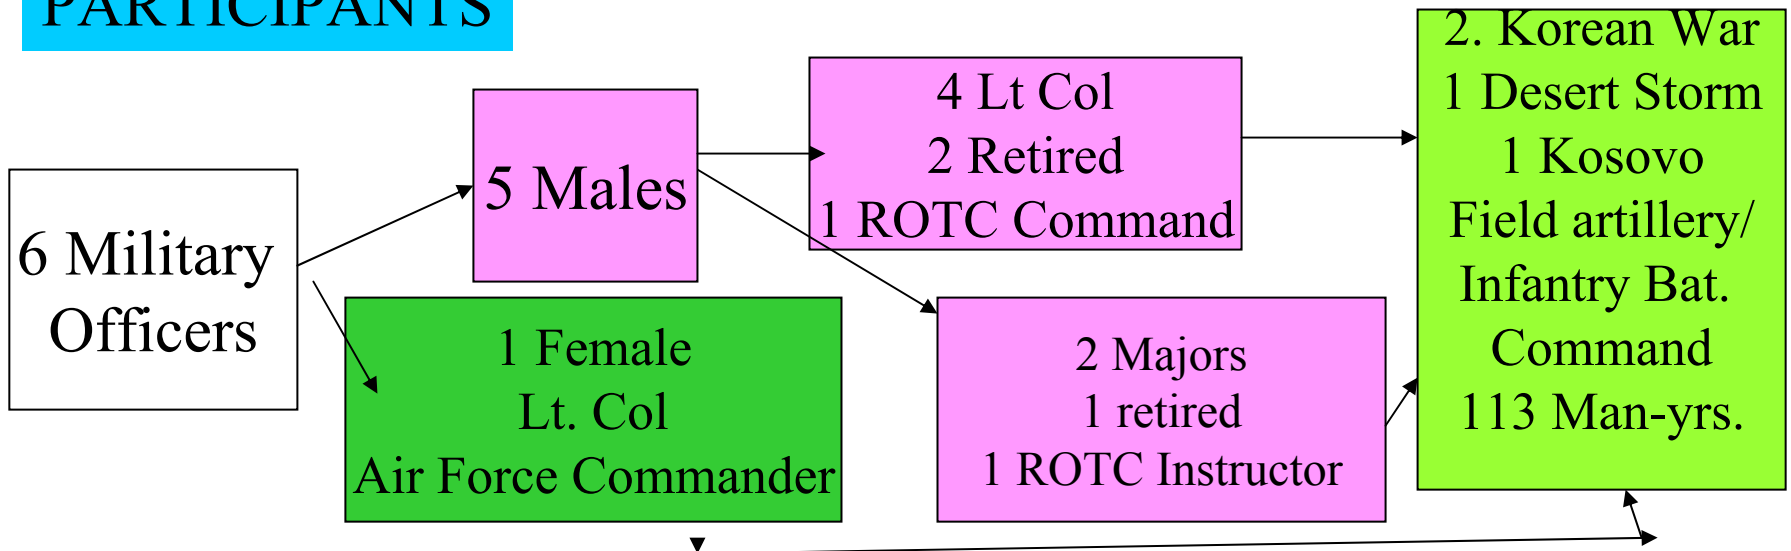 PARTICIPANTS
6 Military
Officers
5 Males
1 Female
Lt. Col
Air Force Commander
4 Lt Col
2 Retired
1 ROTC Command
2 Majors
1 retired
1 ROTC Instructor
2. Korean War
1 Desert Storm
1 Kosovo
Field artillery/
Infantry Bat.
Command
113 Man-yrs.